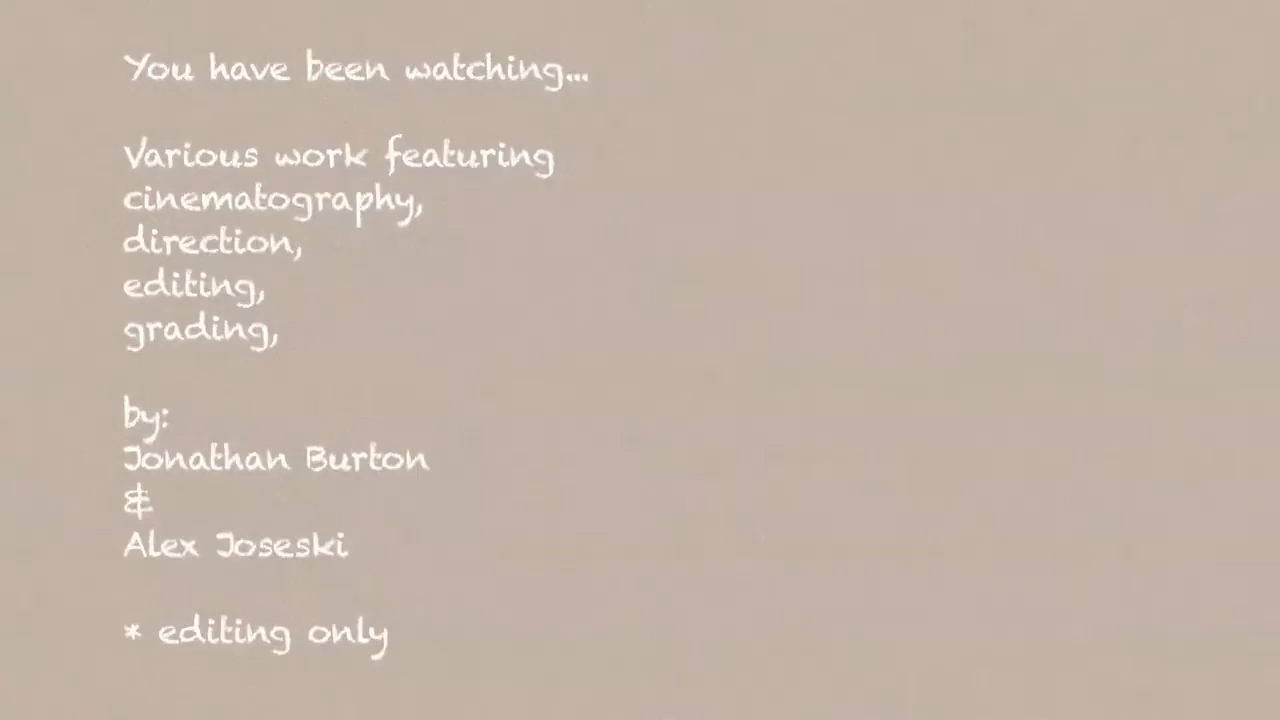 You have been watching...
Various work featuring
cinematography,
direction,
editing,
grading,
by:
Jonathan Burton
&
Alex Joseski
* editing only